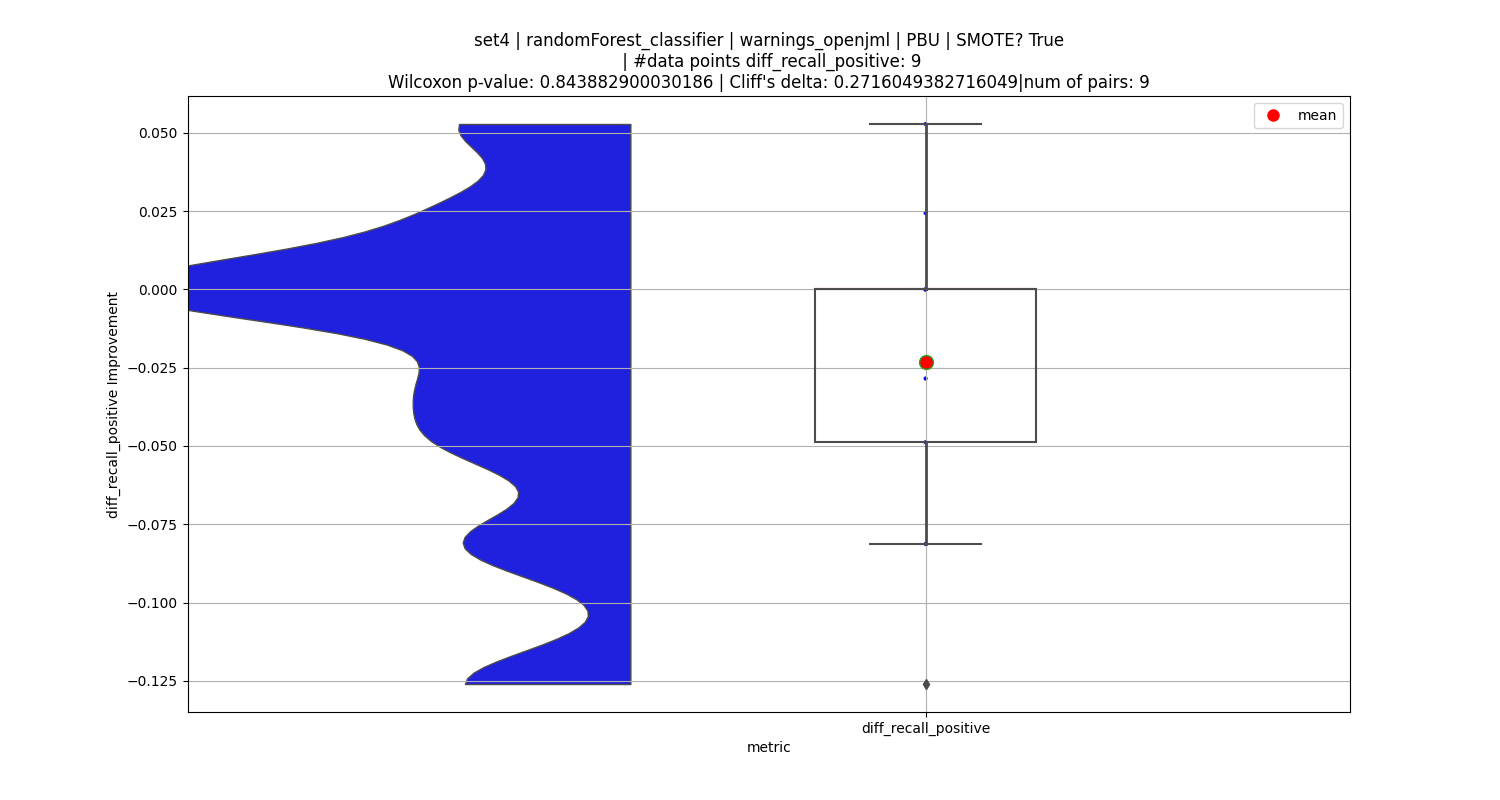 set4 | randomForest_classifier | warnings_openjml | PBU | SMOTE? True
| #data points diff_recall_positive: 9
Wilcoxon p-value: 0.843882900030186 | Cliff's delta: 0.2716049382716049|num of pairs: 9
mean
0.050
0.025
0.000
−0.025
−0.050
−0.075
−0.100
−0.125
diff_recall_positive Improvement
diff_recall_positive
metric